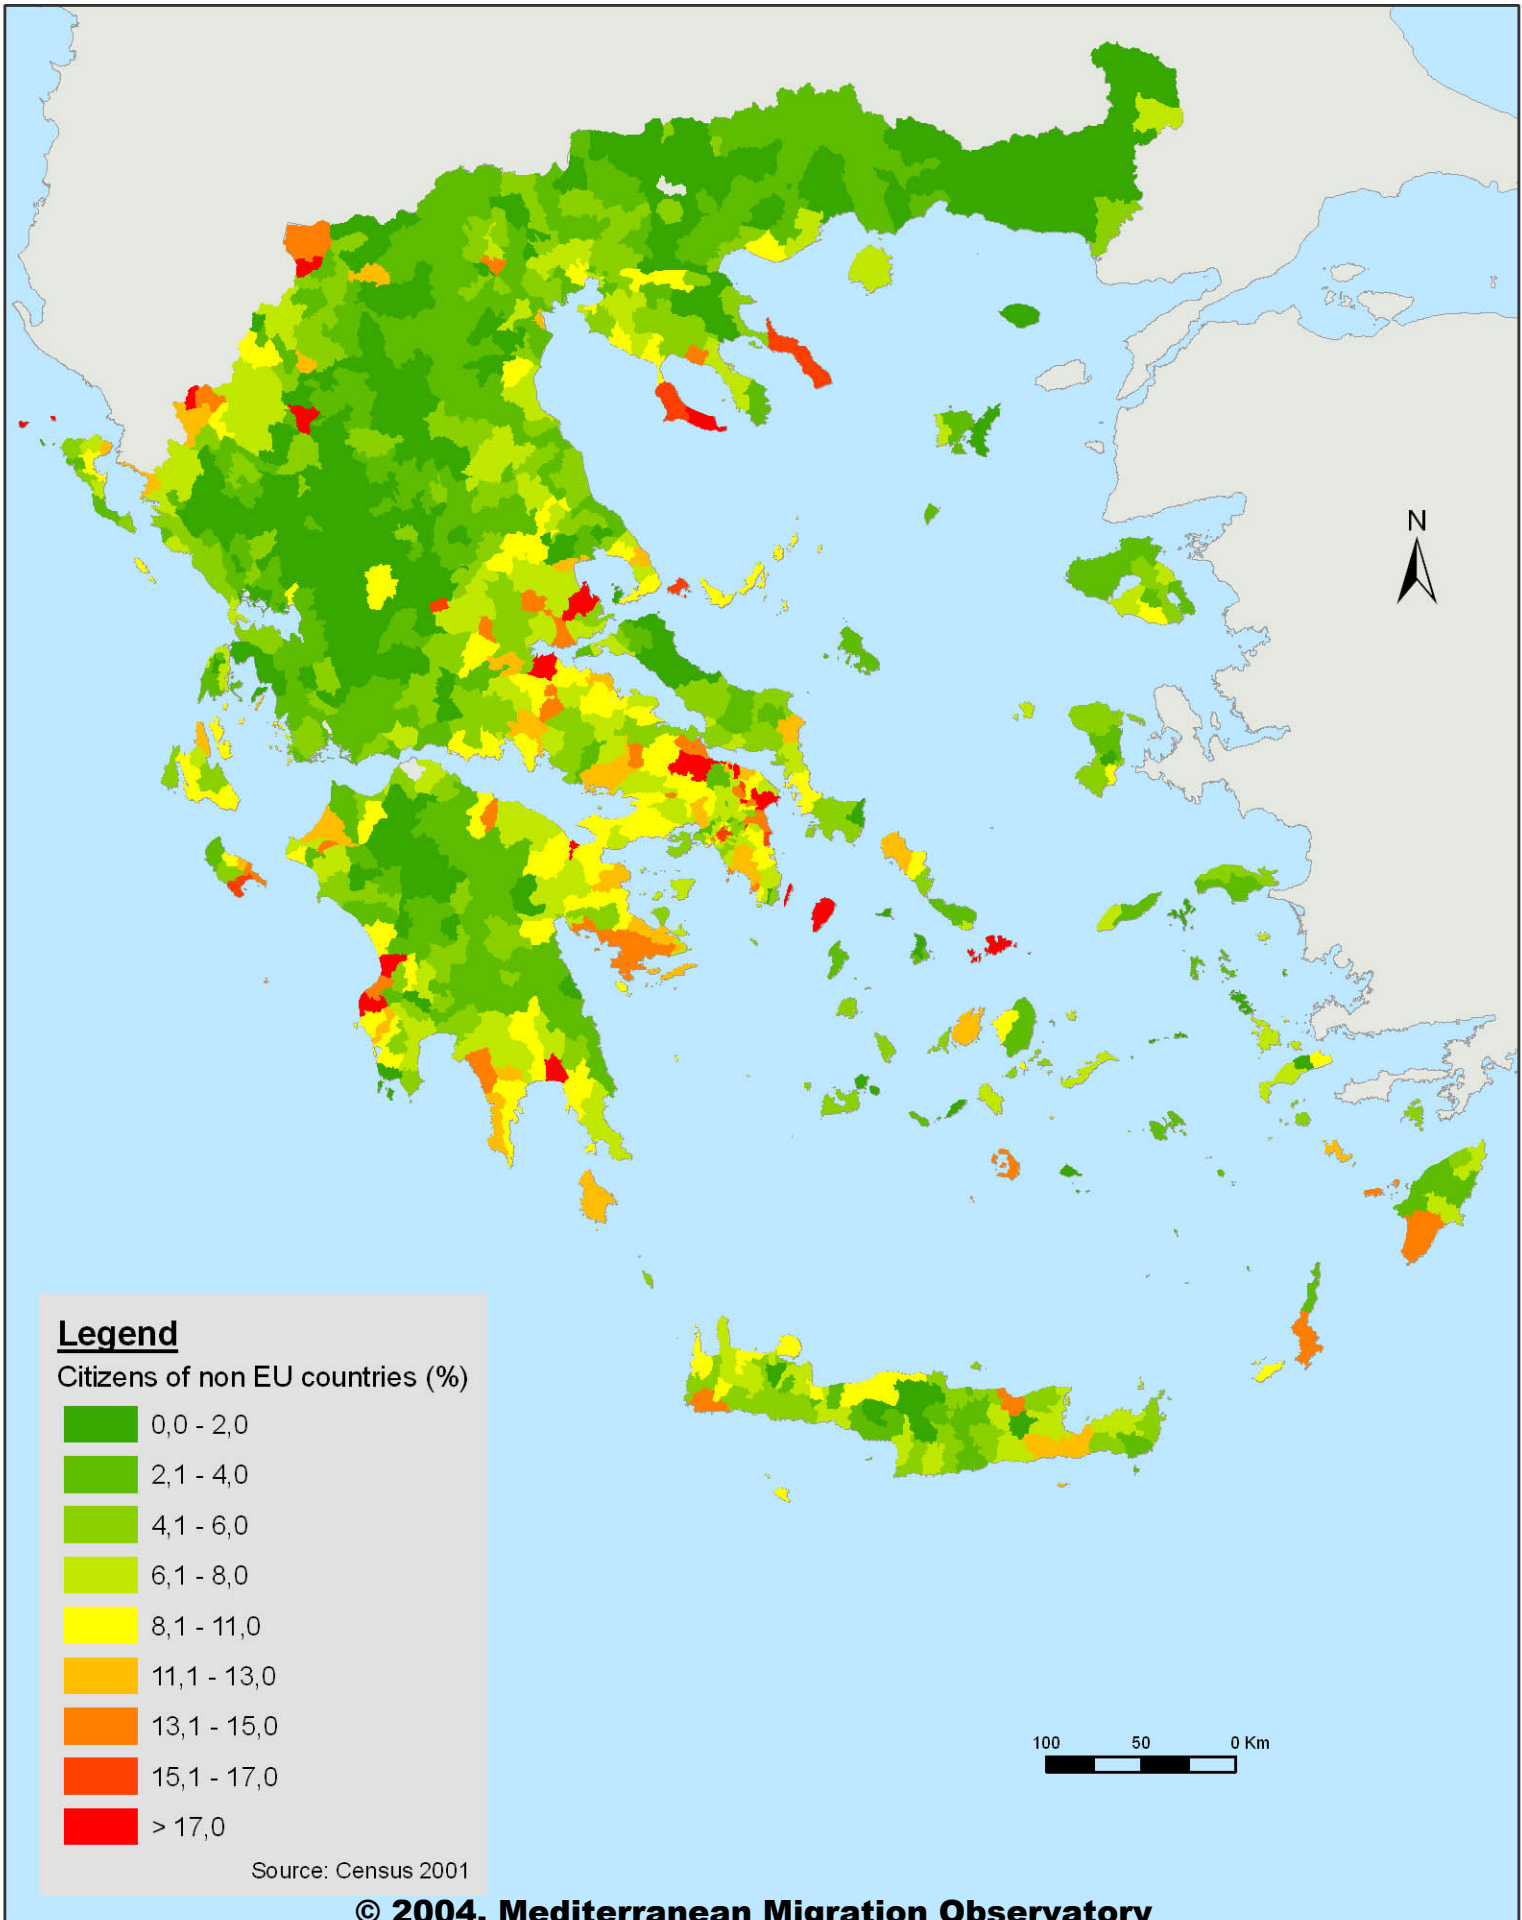 N
Legend
Citizens of non EU countries (%)
0,0 - 2,0
2,1 - 4,0
4,1 - 6,0
6,1 - 8,0
8,1 - 11,0
11,1 - 13,0
13,1 - 15,0
15,1 - 17,0
> 17,0
Source: Census 2001
100 50 0 Km
© 2004, Mediterranean Migration Observatory